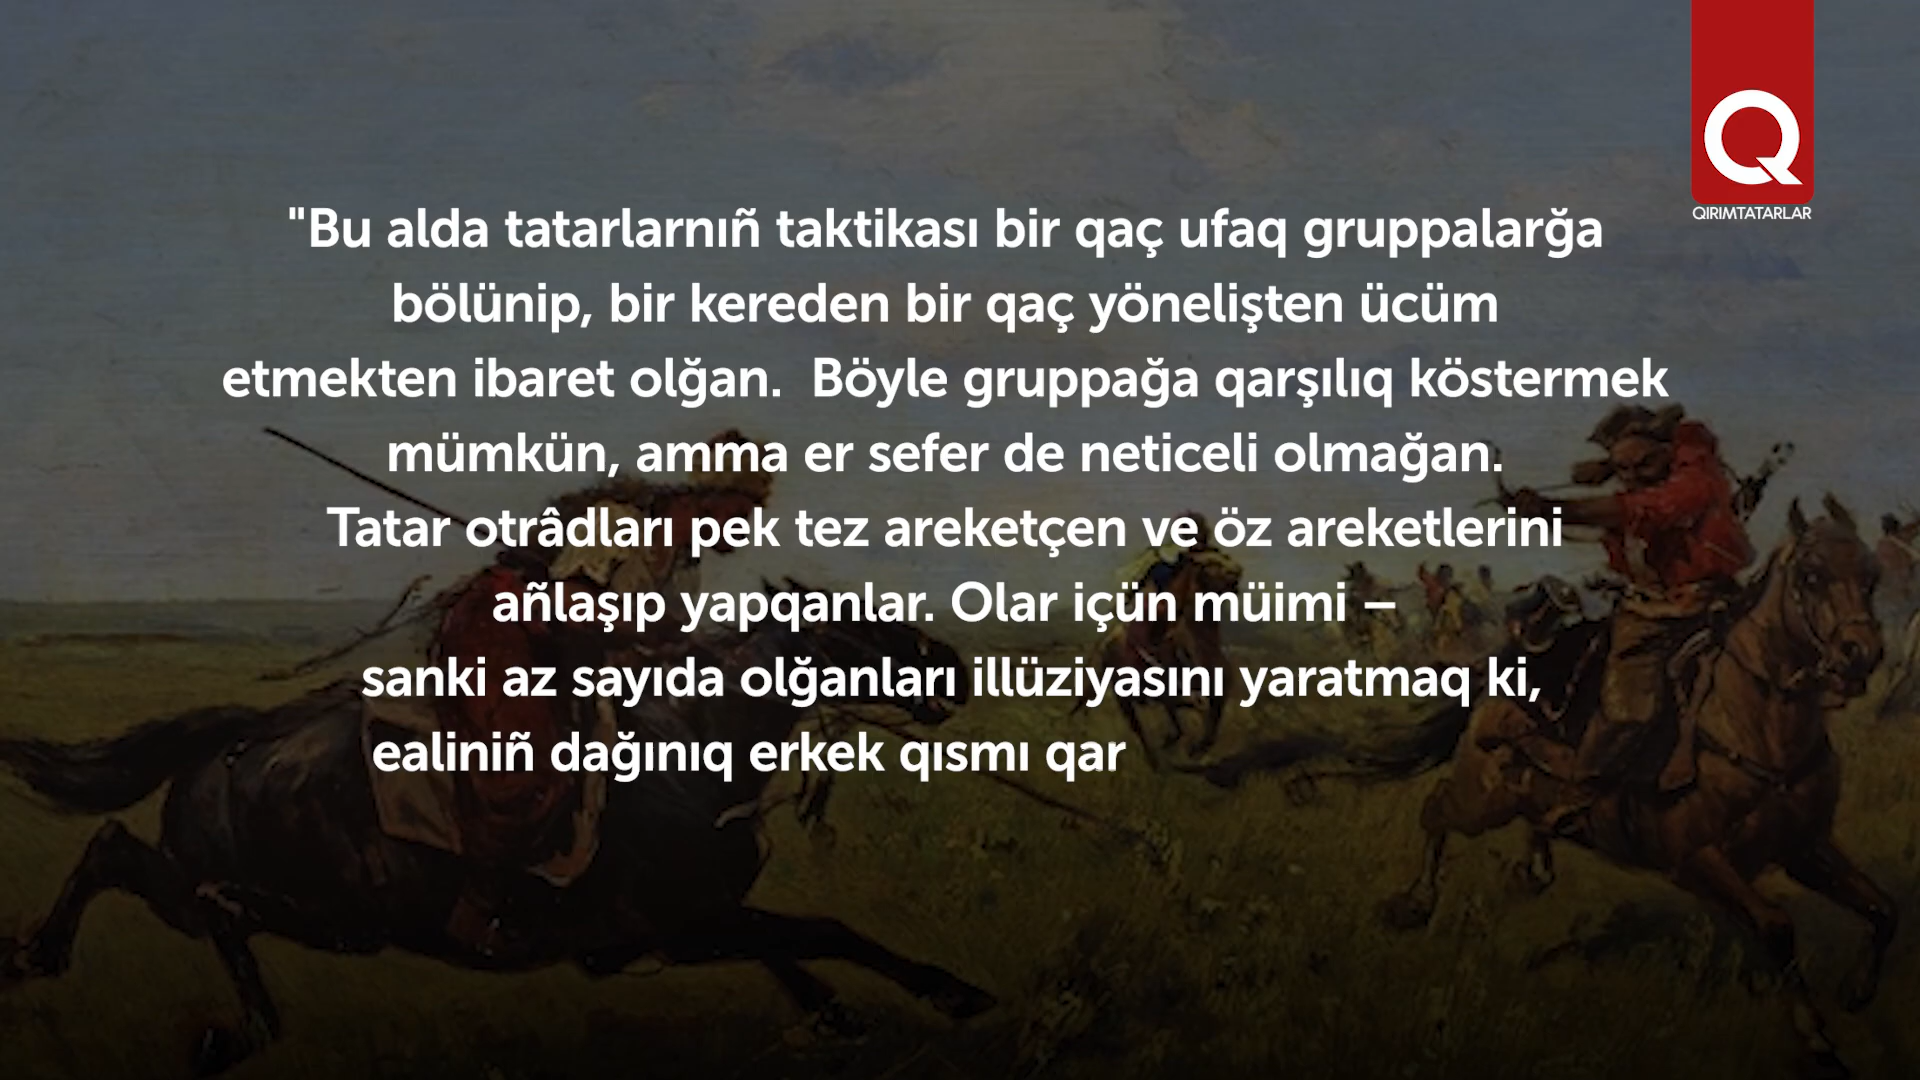 QIRIMTATARLAR
"Bu alda tatarlarnıñ taktikası bir qaç ufaq gruppalarğa
bölünip, bir kereden bir qaç yönelişten ücüm
etmekten ibaret olğan. Böyle gruppağa qarşılıq köstermek
mümkün, amma er sefer de neticeli olmağan.
Tatar otrâdları pek tez areketçen ve öz areketlerini
añlaşıp yapqanlar. Olar içün müimi –
sanki az sayıda olğanları illüziyasını yaratmaq ki,
ealiniñ dağınıq erkek qısmı qar